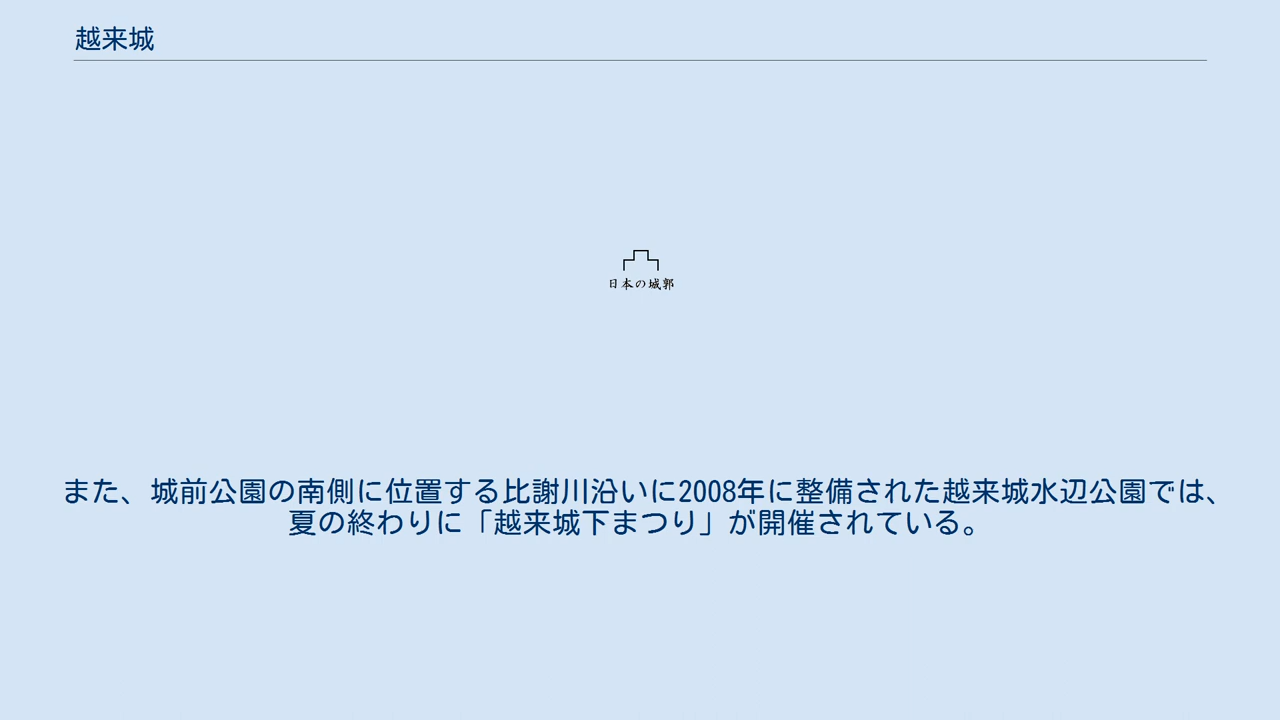 越来城
日本の城郭
また、城前公園の南側に位置する比謝川沿いに2008年に整備された越来城水辺公園では、
夏の終わりに「越来城下まつり」が開催されている。